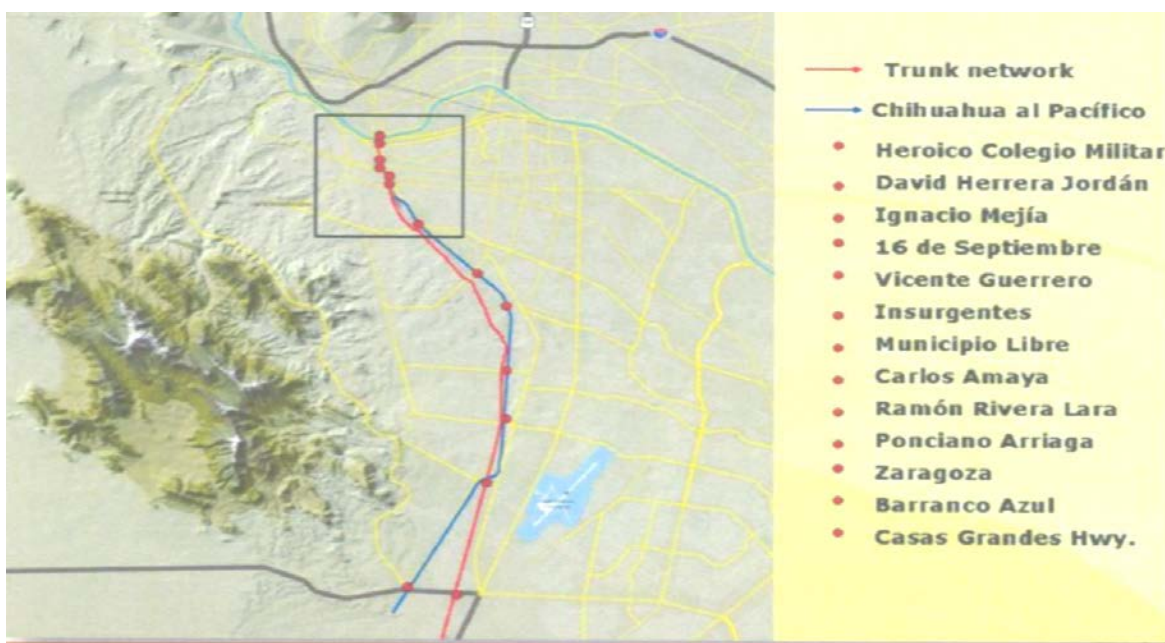 Trunk network
Chihuahua al Pacífico
Heroico Colegio Militar
David Herrera Jordán
Ignacio Mejía
16 de Septiembre
Vicente Guerrero
Insurgentes
Municipio Libre
Carlos Amaya
Ramón Rivera Lara
Ponciano Arriaga
Zaragoza
Barranco Azul
Casas Grandes Hwy.